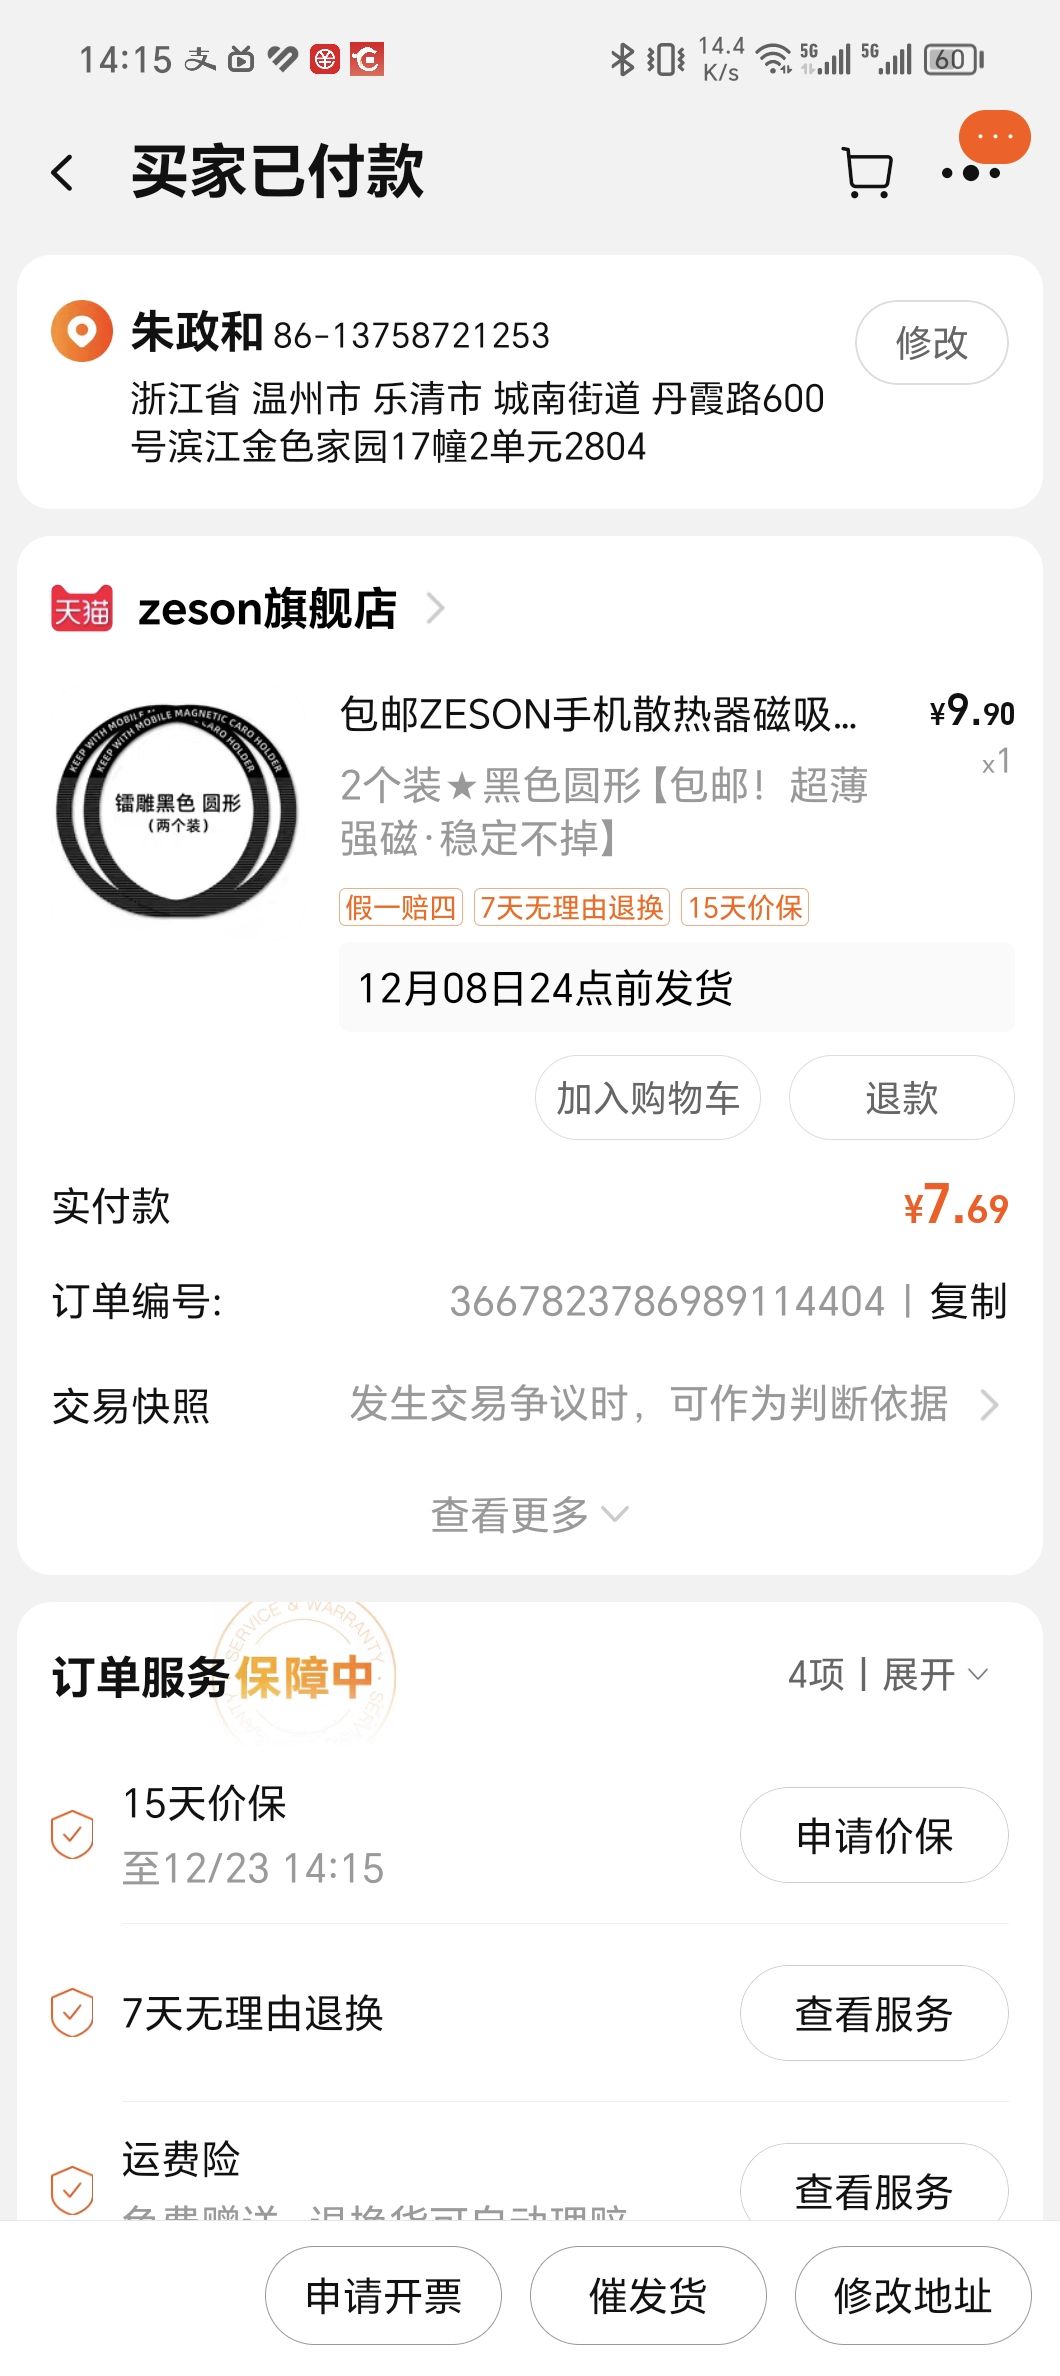 14:15
14.4
K/s
5G
5G
60
买家已付款
朱政和 86-13758721253
修改
浙江省 温州市 乐清市 城南街道 丹霞路600
号滨江金色家园17幢2单元2804
天猫 zeson旗舰店
KEEP WITH MOBILE MAGNETIC CARD HOLDER
镭雕黑色 圆形
(两个装)
包邮ZESON手机散热器磁吸... ¥9.90
x1
2个装★黑色圆形【包邮！超薄
强磁·稳定不掉】
假一赔四 7天无理由退换 15天价保
12月08日24点前发货
加入购物车 退款
实付款 ¥7.69
订单编号: 3667823786989114404 | 复制
交易快照 发生交易争议时，可作为判断依据
查看更多
SERVICE & WARRANTY
订单服务保障中 4项 | 展开
15天价保
至12/23 14:15
申请价保
7天无理由退换 查看服务
运费险
免费赠送 退换货可自动理赔
查看服务
申请开票 催发货 修改地址